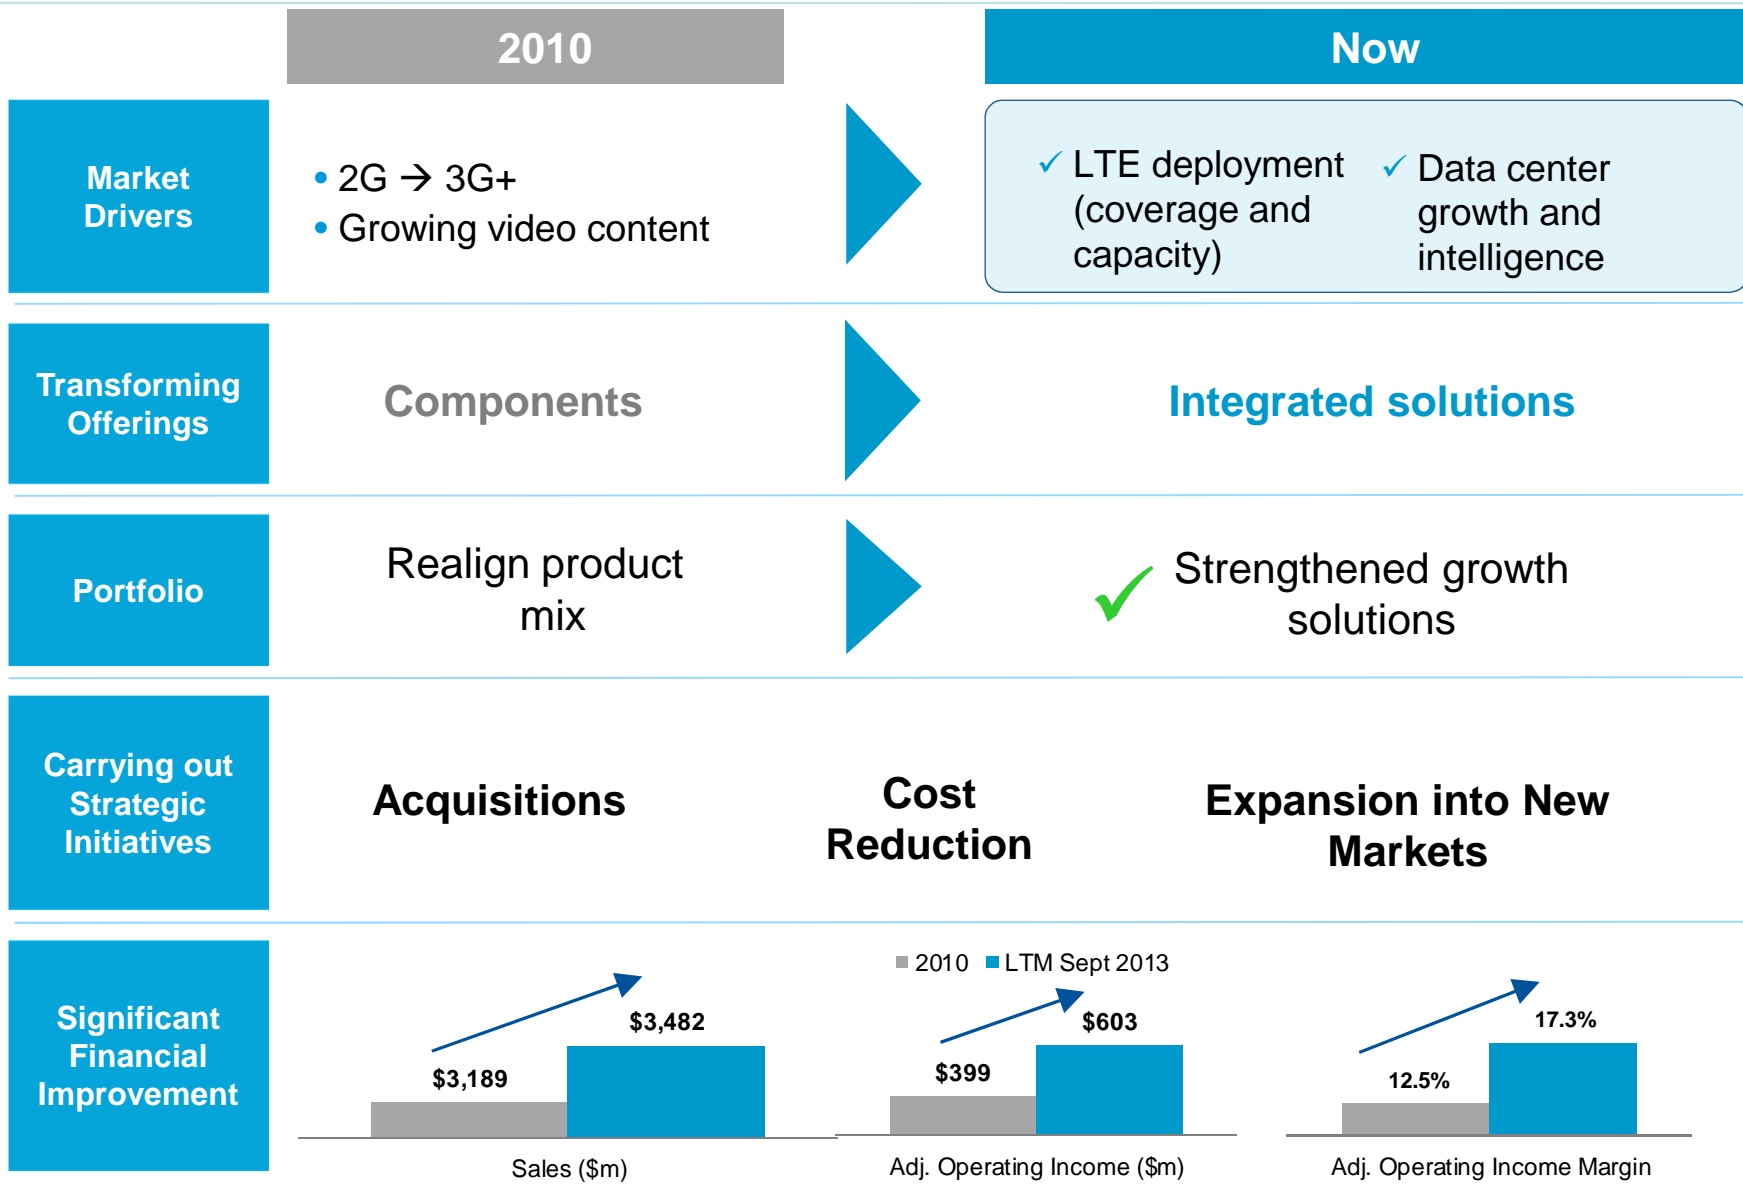 2010
Now
Market
Drivers
• 2G → 3G+
• Growing video content
✓ LTE deployment
(coverage and
capacity)
✓ Data center
growth and
intelligence
Transforming
Offerings
Components
Integrated solutions
Portfolio
Realign product
mix
Strengthened growth
solutions
Carrying out
Strategic
Initiatives
Acquisitions
Cost
Reduction
Expansion into New
Markets
Significant
Financial
Improvement
2010 LTM Sept 2013
$3,189
$3,482
Sales ($m)
$399
$603
Adj. Operating Income ($m)
12.5%
17.3%
Adj. Operating Income Margin